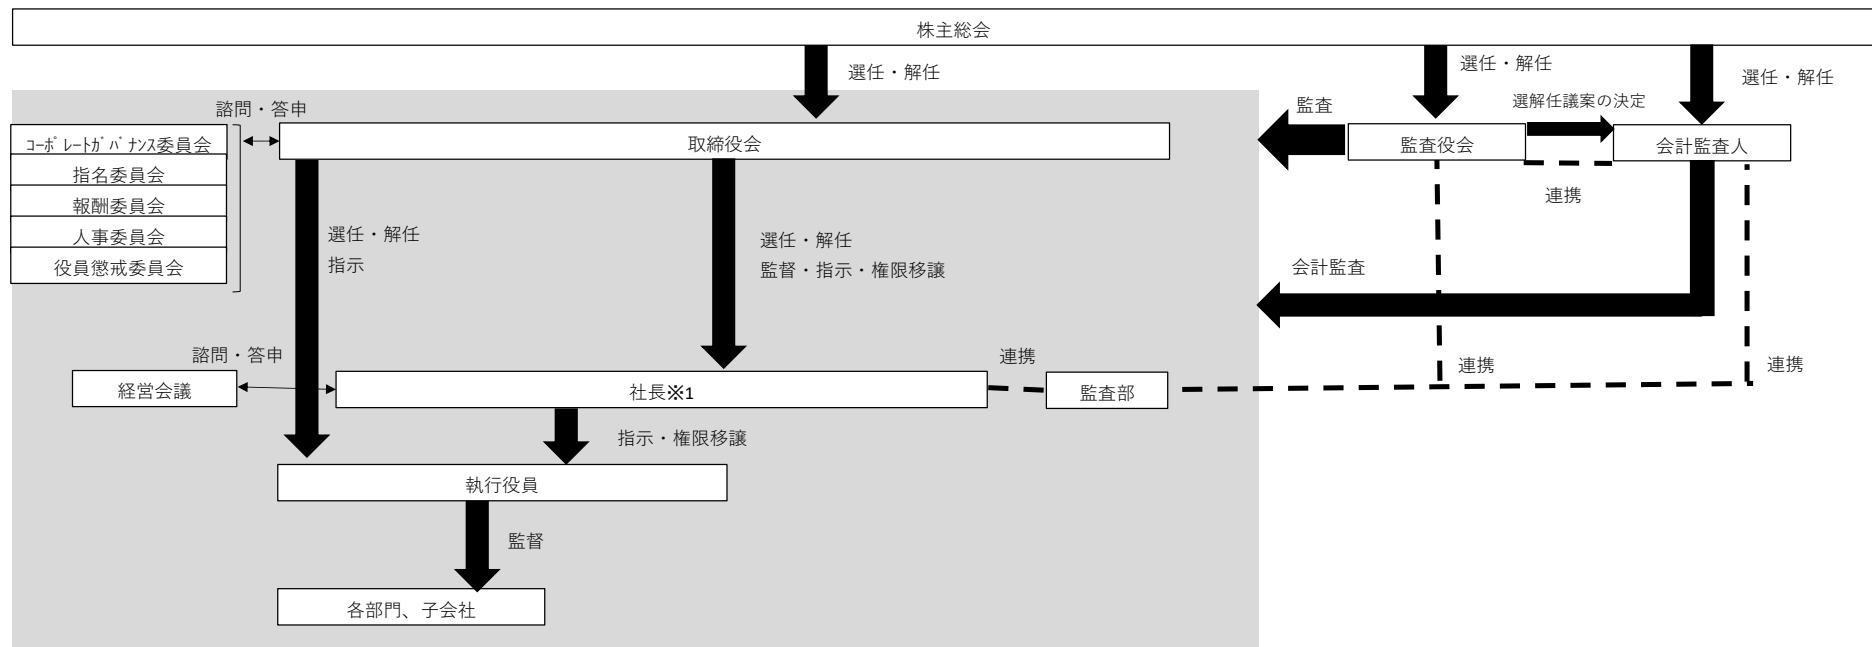 株主総会
選任・解任
選任・解任
選任・解任
諮問・答申
監査
選解任議案の決定
コーポレートガバナンス委員会
取締役会
監査役会
会計監査人
指名委員会
連携
報酬委員会
人事委員会
選任・解任
指示
選任・解任
監督・指示・権限移譲
役員懲戒委員会
会計監査
諮問・答申
連携
連携
連携
経営会議
社長※1
監査部
指示・権限移譲
執行役員
監督
各部門、子会社